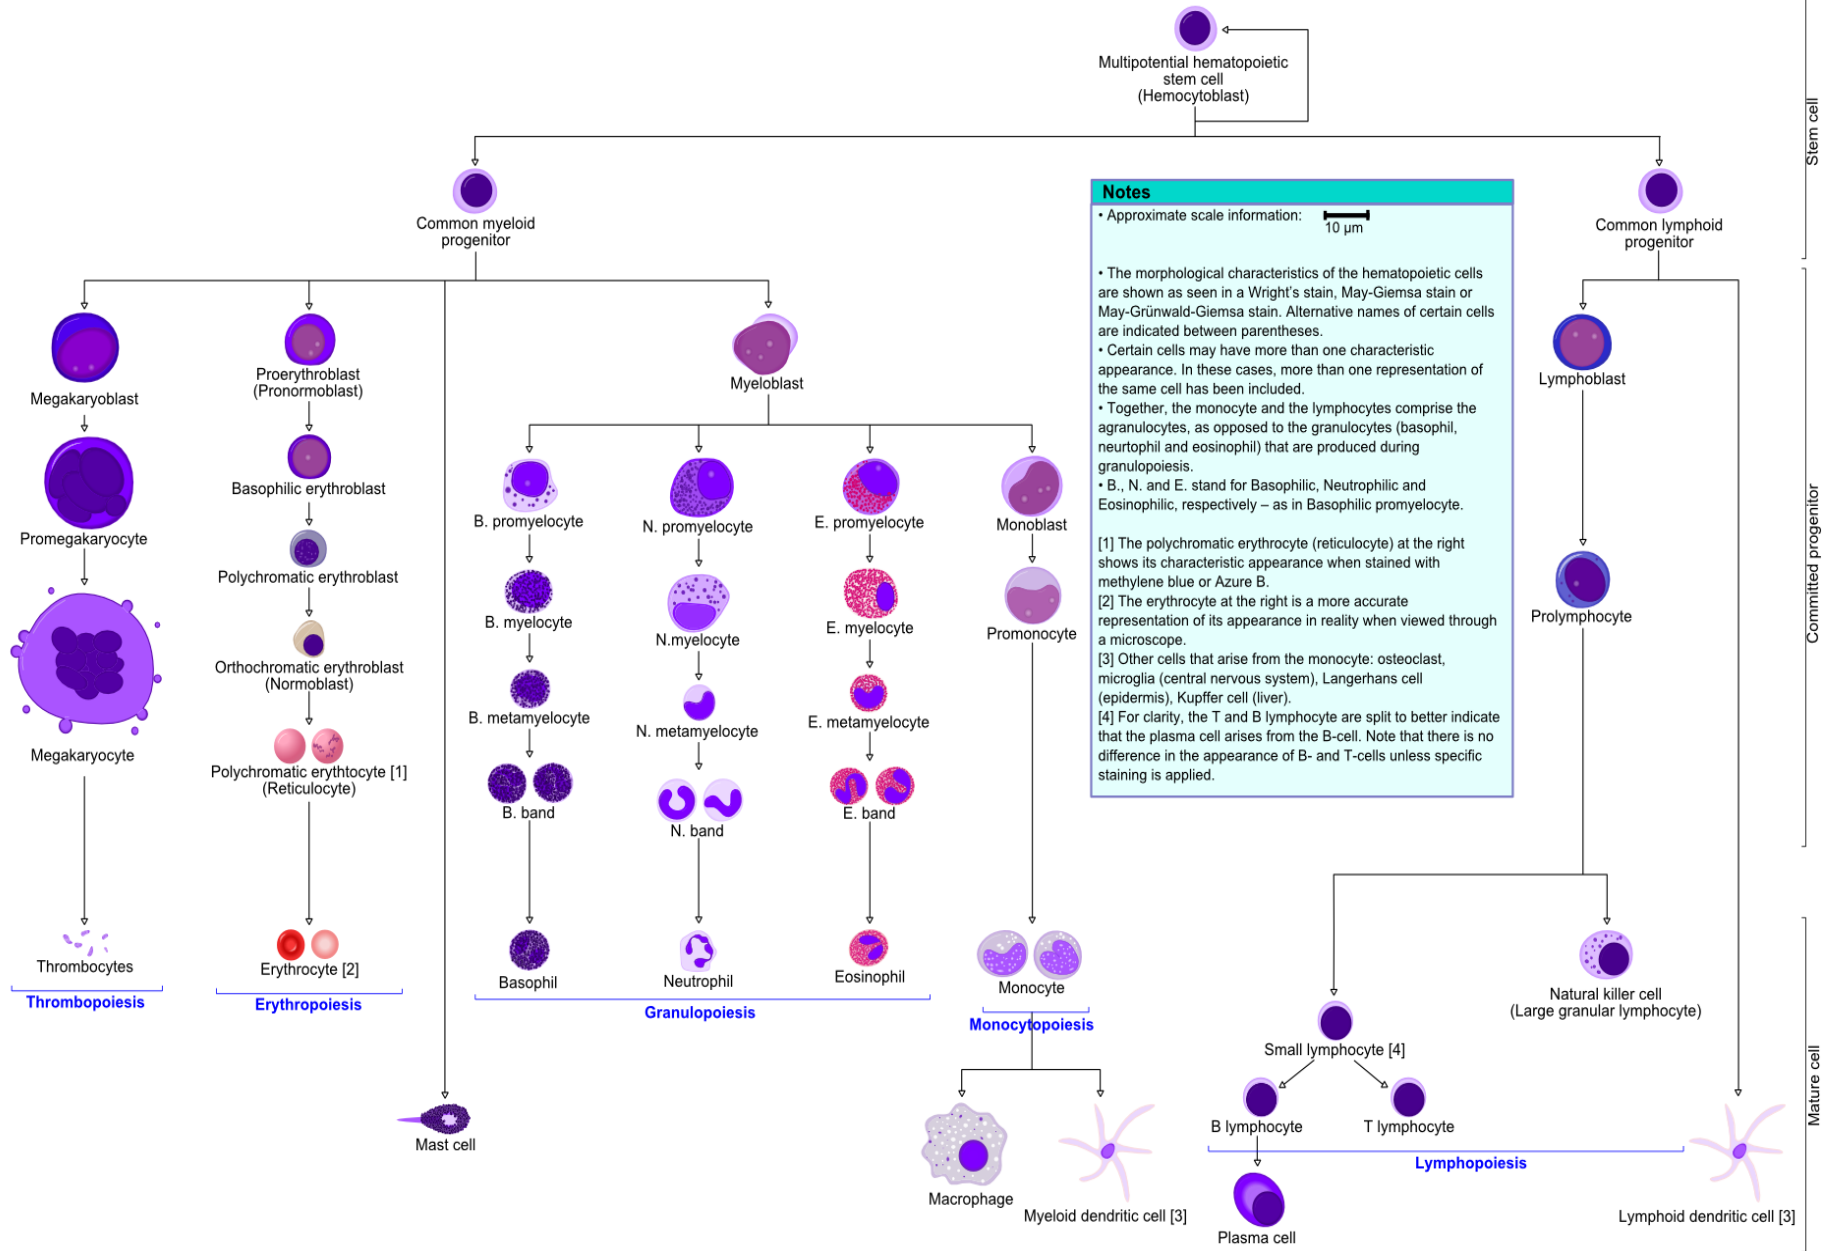 Multipotential hematopoietic
stem cell
(Hemocytoblast)
Stem cell
Common myeloid
progenitor
Common lymphoid
progenitor
Notes
• Approximate scale information:
10 µm
• The morphological characteristics of the hematopoietic cells
are shown as seen in a Wright's stain, May-Giemsa stain or
May-Grünwald-Giemsa stain. Alternative names of certain cells
are indicated between parentheses.
• Certain cells may have more than one characteristic
appearance. In these cases, more than one representation of
the same cell has been included.
• Together, the monocyte and the lymphocytes comprise the
agranulocytes, as opposed to the granulocytes (basophil,
neurtophil and eosinophil) that are produced during
granulopoiesis.
• B., N. and E. stand for Basophilic, Neutrophilic and
Eosinophilic, respectively – as in Basophilic promyelocyte.
[1] The polychromatic erythrocyte (reticulocyte) at the right
shows its characteristic appearance when stained with
methylene blue or Azure B.
[2] The erythrocyte at the right is a more accurate
representation of its appearance in reality when viewed through
a microscope.
[3] Other cells that arise from the monocyte: osteoclast,
microglia (central nervous system), Langerhans cell
(epidermis), Kupffer cell (liver).
[4] For clarity, the T and B lymphocyte are split to better indicate
that the plasma cell arises from the B-cell. Note that there is no
difference in the appearance of B- and T-cells unless specific
staining is applied.
Megakaryoblast
Proerythroblast
(Pronormoblast)
Myeloblast
Lymphoblast
Promegakaryocyte
Basophilic erythroblast
B. promyelocyte
N. promyelocyte
E. promyelocyte
Monoblast
Committed progenitor
Polychromatic erythroblast
B. myelocyte
N.myelocyte
E. myelocyte
Promonocyte
Prolymphocyte
Orthochromatic erythroblast
(Normoblast)
B. metamyelocyte
N. metamyelocyte
E. metamyelocyte
Megakaryocyte
Polychromatic erythtocyte [1]
(Reticulocyte)
B. band
N. band
E. band
Thrombocytes
Erythrocyte [2]
Basophil
Neutrophil
Eosinophil
Monocyte
Natural killer cell
(Large granular lymphocyte)
Thrombopoiesis
Erythropoiesis
Granulopoiesis
Monocytopoiesis
Small lymphocyte [4]
Mature cell
B lymphocyte
T lymphocyte
Mast cell
Lymphopoiesis
Macrophage
Myeloid dendritic cell [3]
Plasma cell
Lymphoid dendritic cell [3]